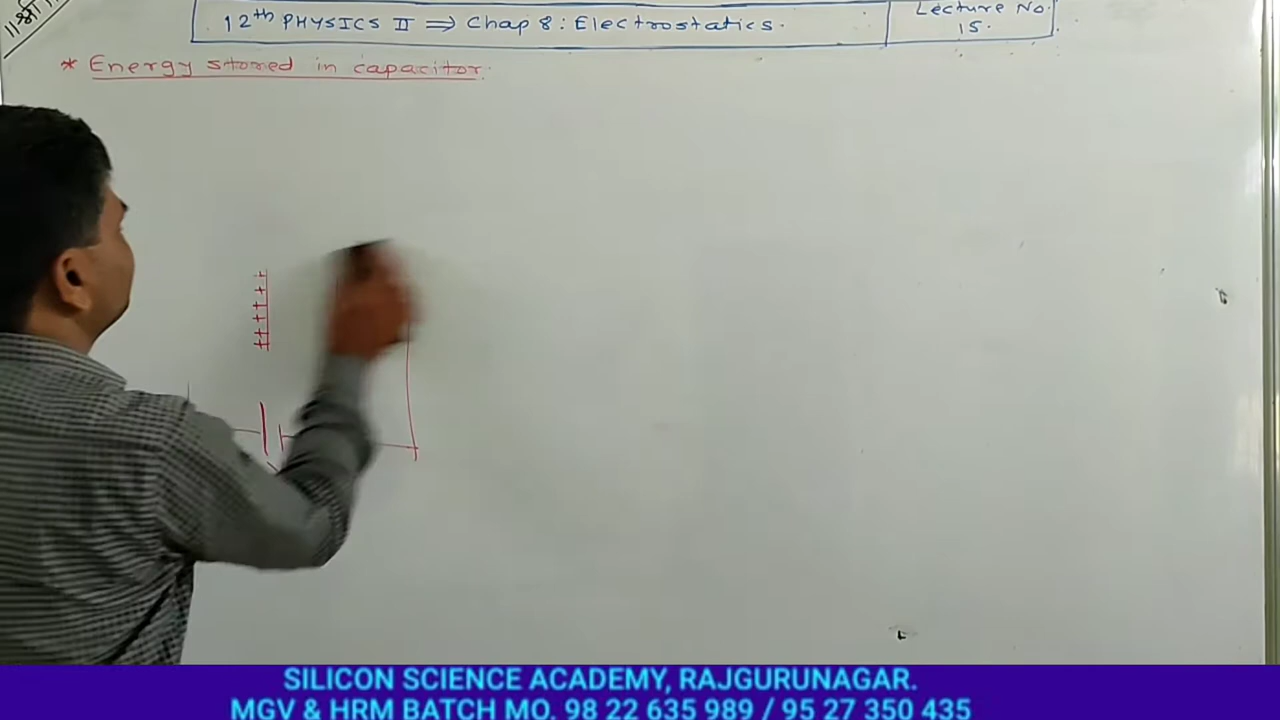 ॥श्री॥
12th PHYSICS II ⇒ Chap 8: Electrostatics.
Lecture No.
15.
* Energy stored in capacitor.
+
+
+
+
++
++
SILICON SCIENCE ACADEMY, RAJGURUNAGAR.
MGV & HRM BATCH MO. 98 22 635 989 / 95 27 350 435